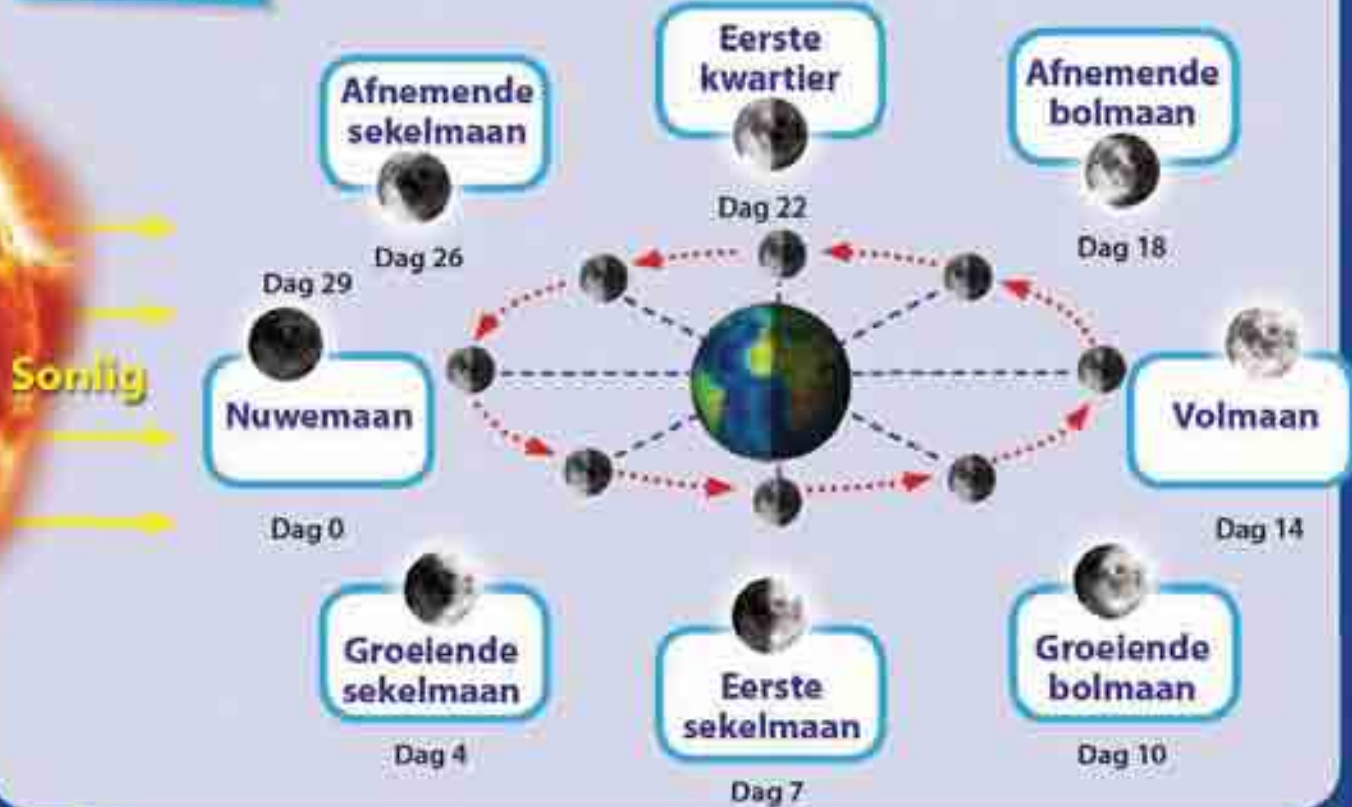 Eerste
kwartier
Dag 22
Afnemende
sekelmaan
Dag 26
Afnemende
bolmaan
Dag 18
Dag 29
Nuwemaan
Dag 0
Sonlig
Volmaan
Dag 14
Groeiende
sekelmaan
Dag 4
Eerste
sekelmaan
Dag 7
Groeiende
bolmaan
Dag 10